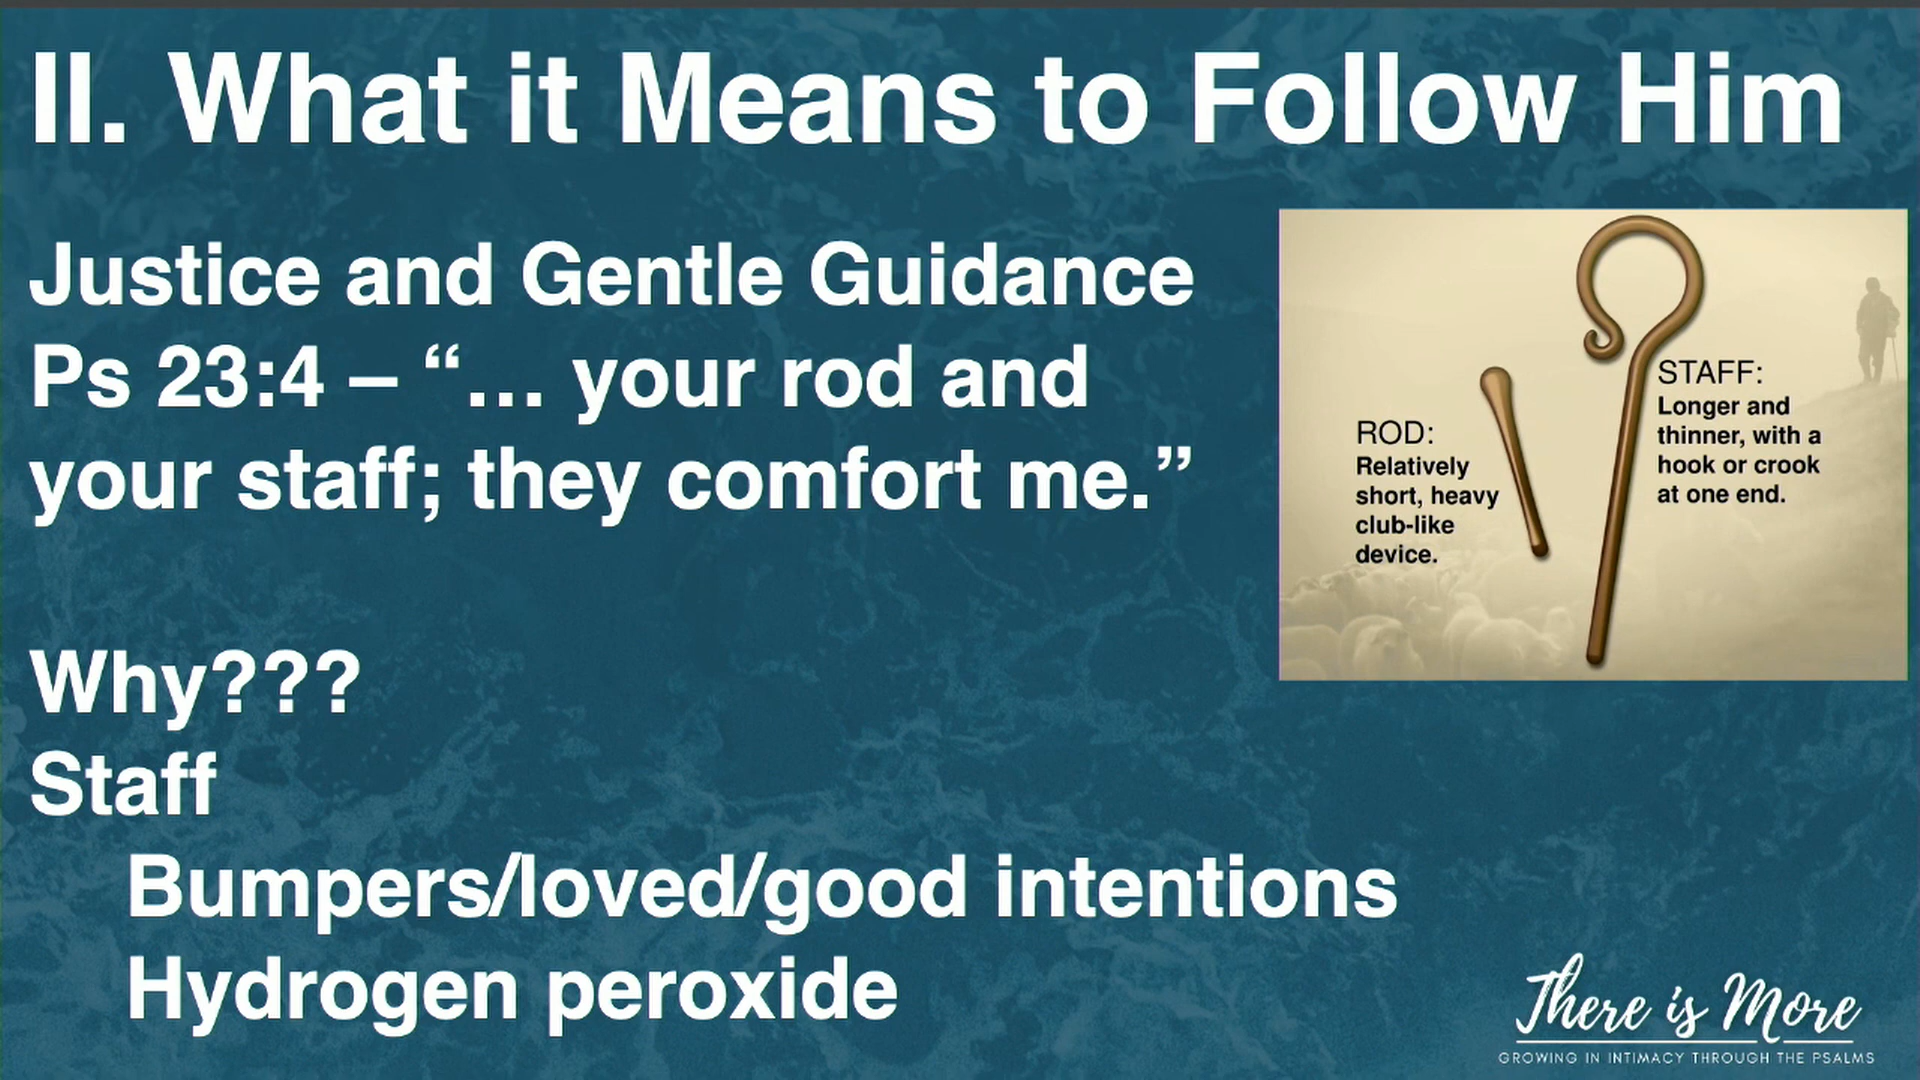 II. What it Means to Follow Him
Justice and Gentle Guidance
Ps 23:4 – “… your rod and
your staff; they comfort me.”
ROD:
Relatively
short, heavy
club-like
device.
STAFF:
Longer and
thinner, with a
hook or crook
at one end.
Why???
Staff
Bumpers/loved/good intentions
Hydrogen peroxide
There is More
GROWING IN INTIMACY THROUGH THE PSALMS